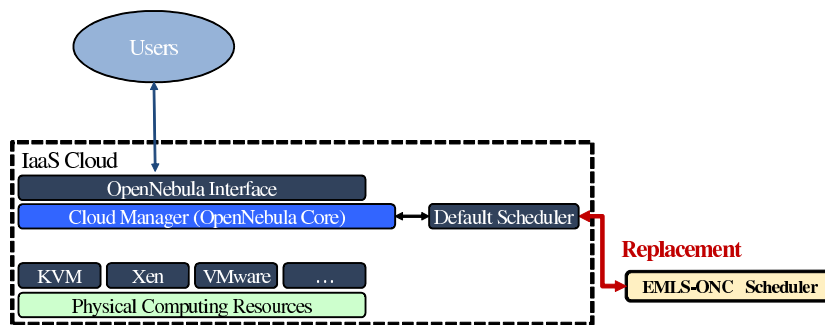 Users
IaaS Cloud
OpenNebula Interface
Cloud Manager (OpenNebula Core)
Default Scheduler
Replacement
KVM
Xen
VMware
…
EMLS-ONC Scheduler
Physical Computing Resources